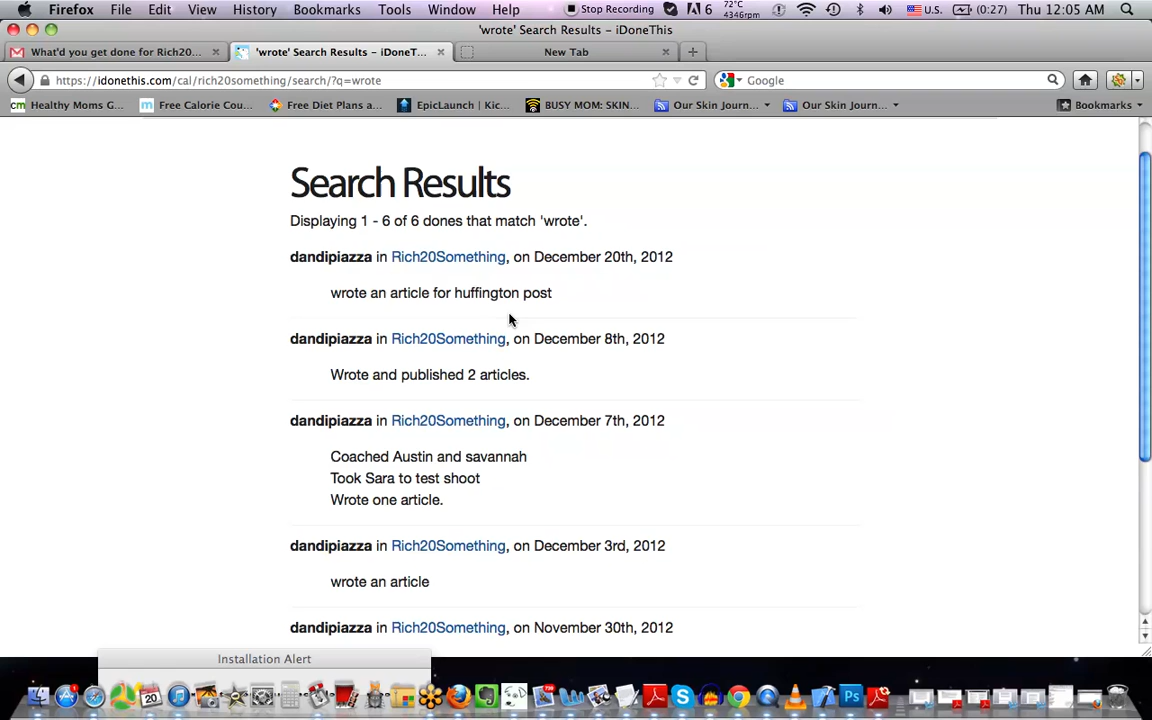 Firefox File Edit View History Bookmarks Tools Window Help Stop Recording 6 72°C 4346rpm U.S. (0:27) Thu 12:05 AM
'wrote' Search Results – iDoneThis
What'd you get done for Rich20... 'wrote' Search Results – iDoneT... New Tab
https://idonethis.com/cal/rich20something/search/?q=wrote Google
Healthy Moms G... Free Calorie Cou... Free Diet Plans a... EpicLaunch | Kic... BUSY MOM: SKIN... Our Skin Journ... Our Skin Journ... Bookmarks
Search Results
Displaying 1 - 6 of 6 dones that match 'wrote'.
dandipiazza in Rich20Something, on December 20th, 2012
wrote an article for huffington post
dandipiazza in Rich20Something, on December 8th, 2012
Wrote and published 2 articles.
dandipiazza in Rich20Something, on December 7th, 2012
Coached Austin and savannah
Took Sara to test shoot
Wrote one article.
dandipiazza in Rich20Something, on December 3rd, 2012
wrote an article
dandipiazza in Rich20Something, on November 30th, 2012
Installation Alert
20